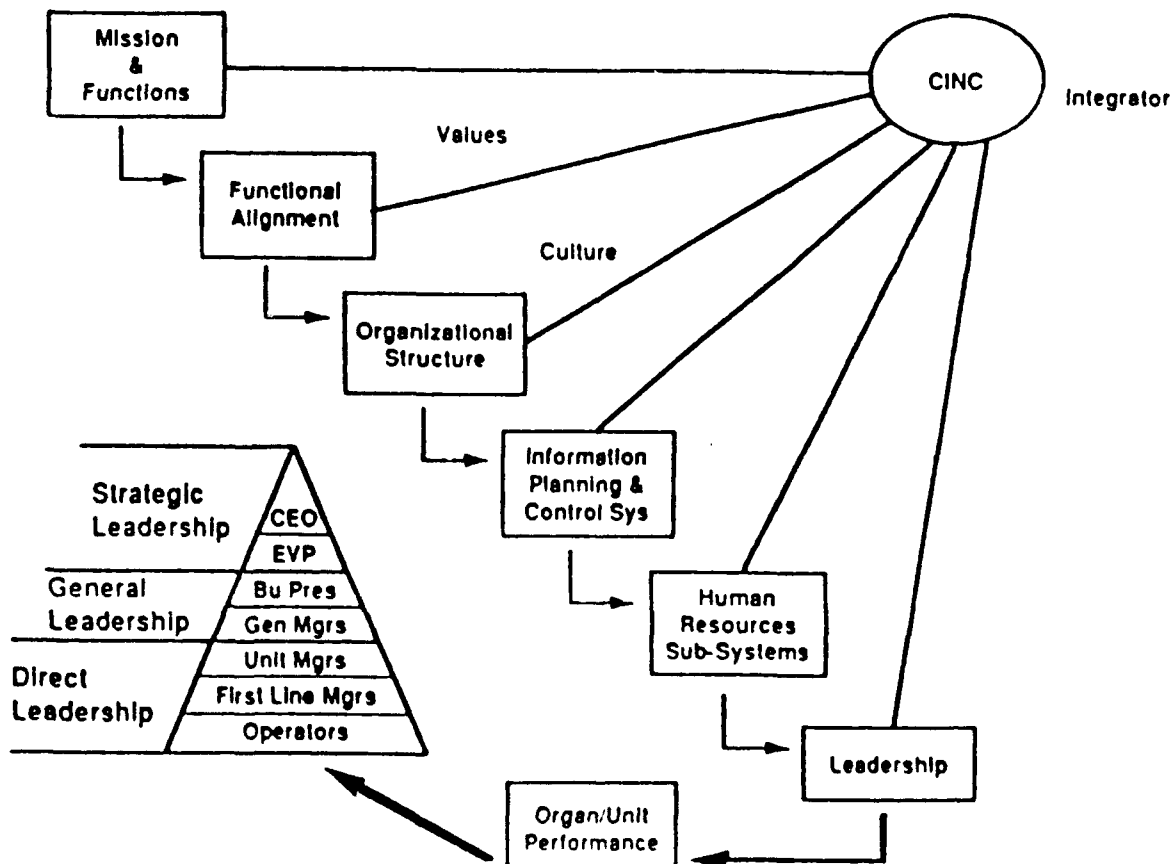 Mission
&
Functions
CINC
Integrator
Values
Functional
Alignment
Culture
Organizational
Structure
Information
Planning &
Control Sys
Human
Resources
Sub-Systems
Leadership
Organ/Unit
Performance
Strategic
Leadership
General
Leadership
Direct
Leadership
CEO
EVP
Bu Pres
Gen Mgrs
Unit Mgrs
First Line Mgrs
Operators